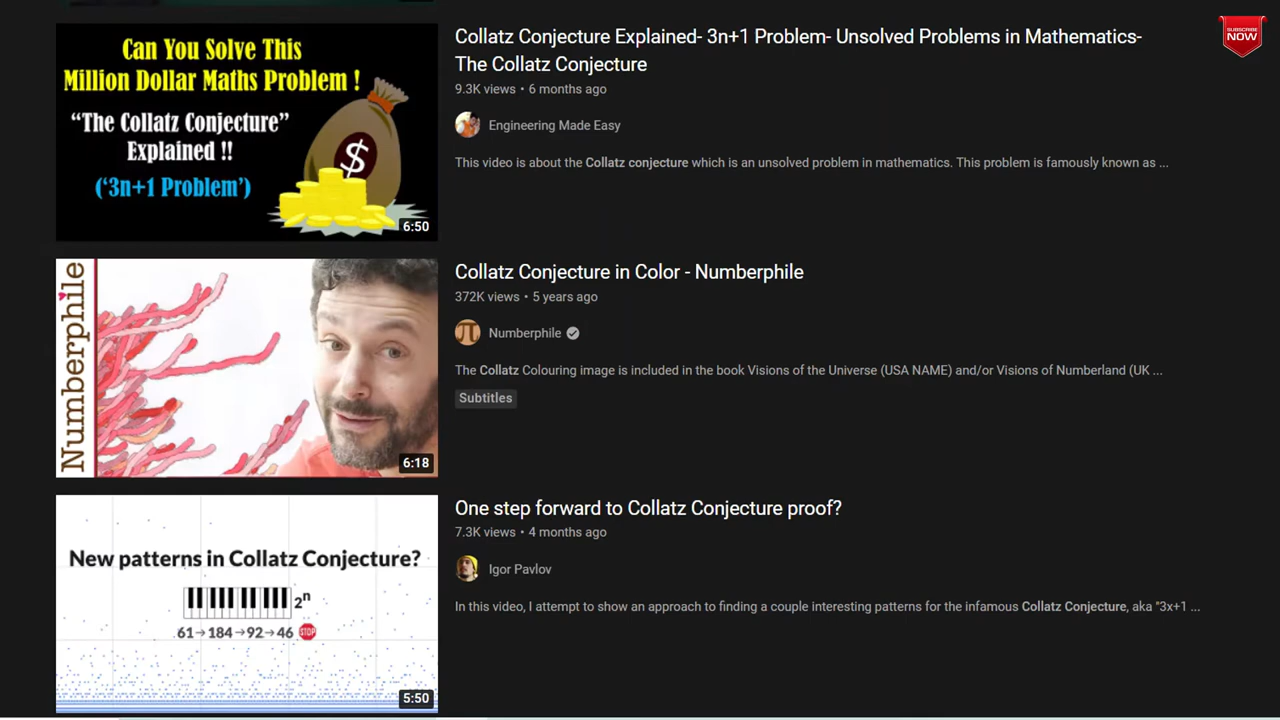 SUBSCRIBE
NOW
Can You Solve This
Million Dollar Maths Problem !
“The Collatz Conjecture”
Explained !!
(‘3n+1 Problem’)
$
6:50
Collatz Conjecture Explained- 3n+1 Problem- Unsolved Problems in Mathematics-
The Collatz Conjecture
9.3K views • 6 months ago
Engineering Made Easy
This video is about the Collatz conjecture which is an unsolved problem in mathematics. This problem is famously known as ...
Numberphile
6:18
Collatz Conjecture in Color - Numberphile
372K views • 5 years ago
Numberphile
The Collatz Colouring image is included in the book Visions of the Universe (USA NAME) and/or Visions of Numberland (UK ...
Subtitles
New patterns in Collatz Conjecture?
2ⁿ
61→184→92→46 STOP
5:50
One step forward to Collatz Conjecture proof?
7.3K views • 4 months ago
Igor Pavlov
In this video, I attempt to show an approach to finding a couple interesting patterns for the infamous Collatz Conjecture, aka "3x+1 ...